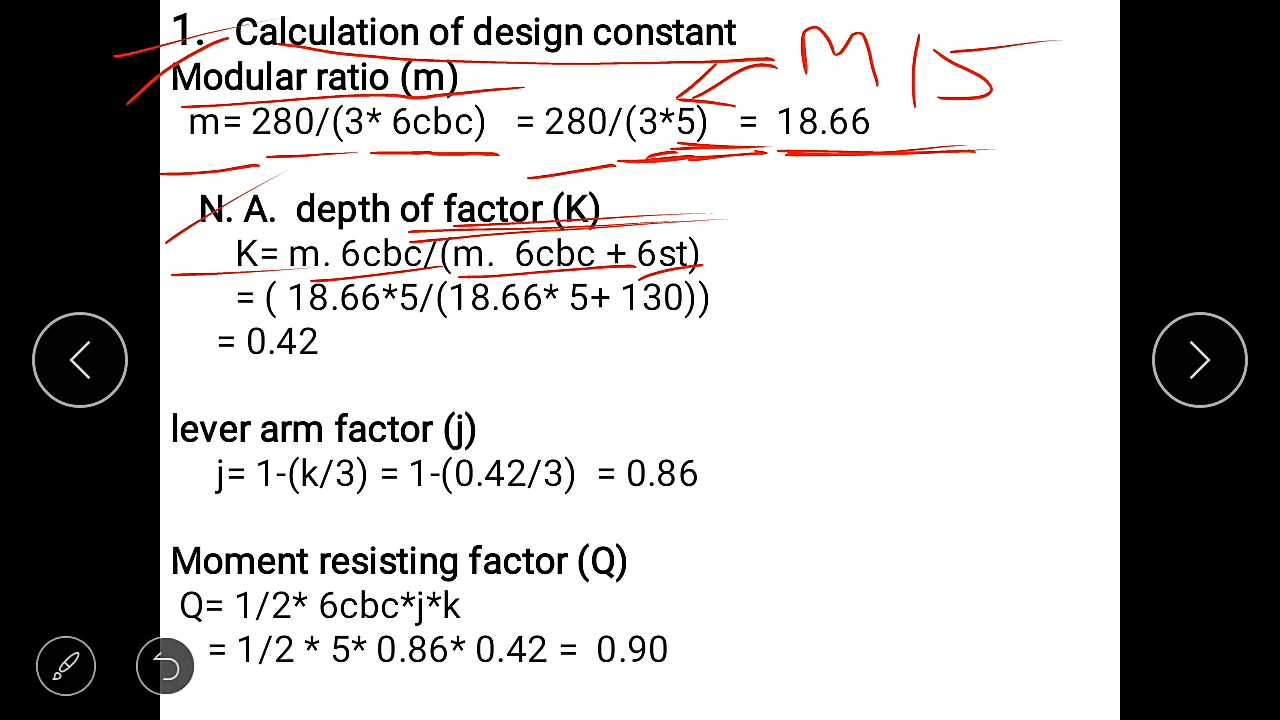 1. Calculation of design constant
M15
Modular ratio (m)
m= 280/(3* 6cbc) = 280/(3*5) = 18.66
N. A. depth of factor (K)
K= m. 6cbc/(m. 6cbc + 6st)
= ( 18.66*5/(18.66* 5+ 130))
= 0.42
lever arm factor (j)
j= 1-(k/3) = 1-(0.42/3) = 0.86
Moment resisting factor (Q)
Q= 1/2* 6cbc*j*k
= 1/2 * 5* 0.86* 0.42 = 0.90